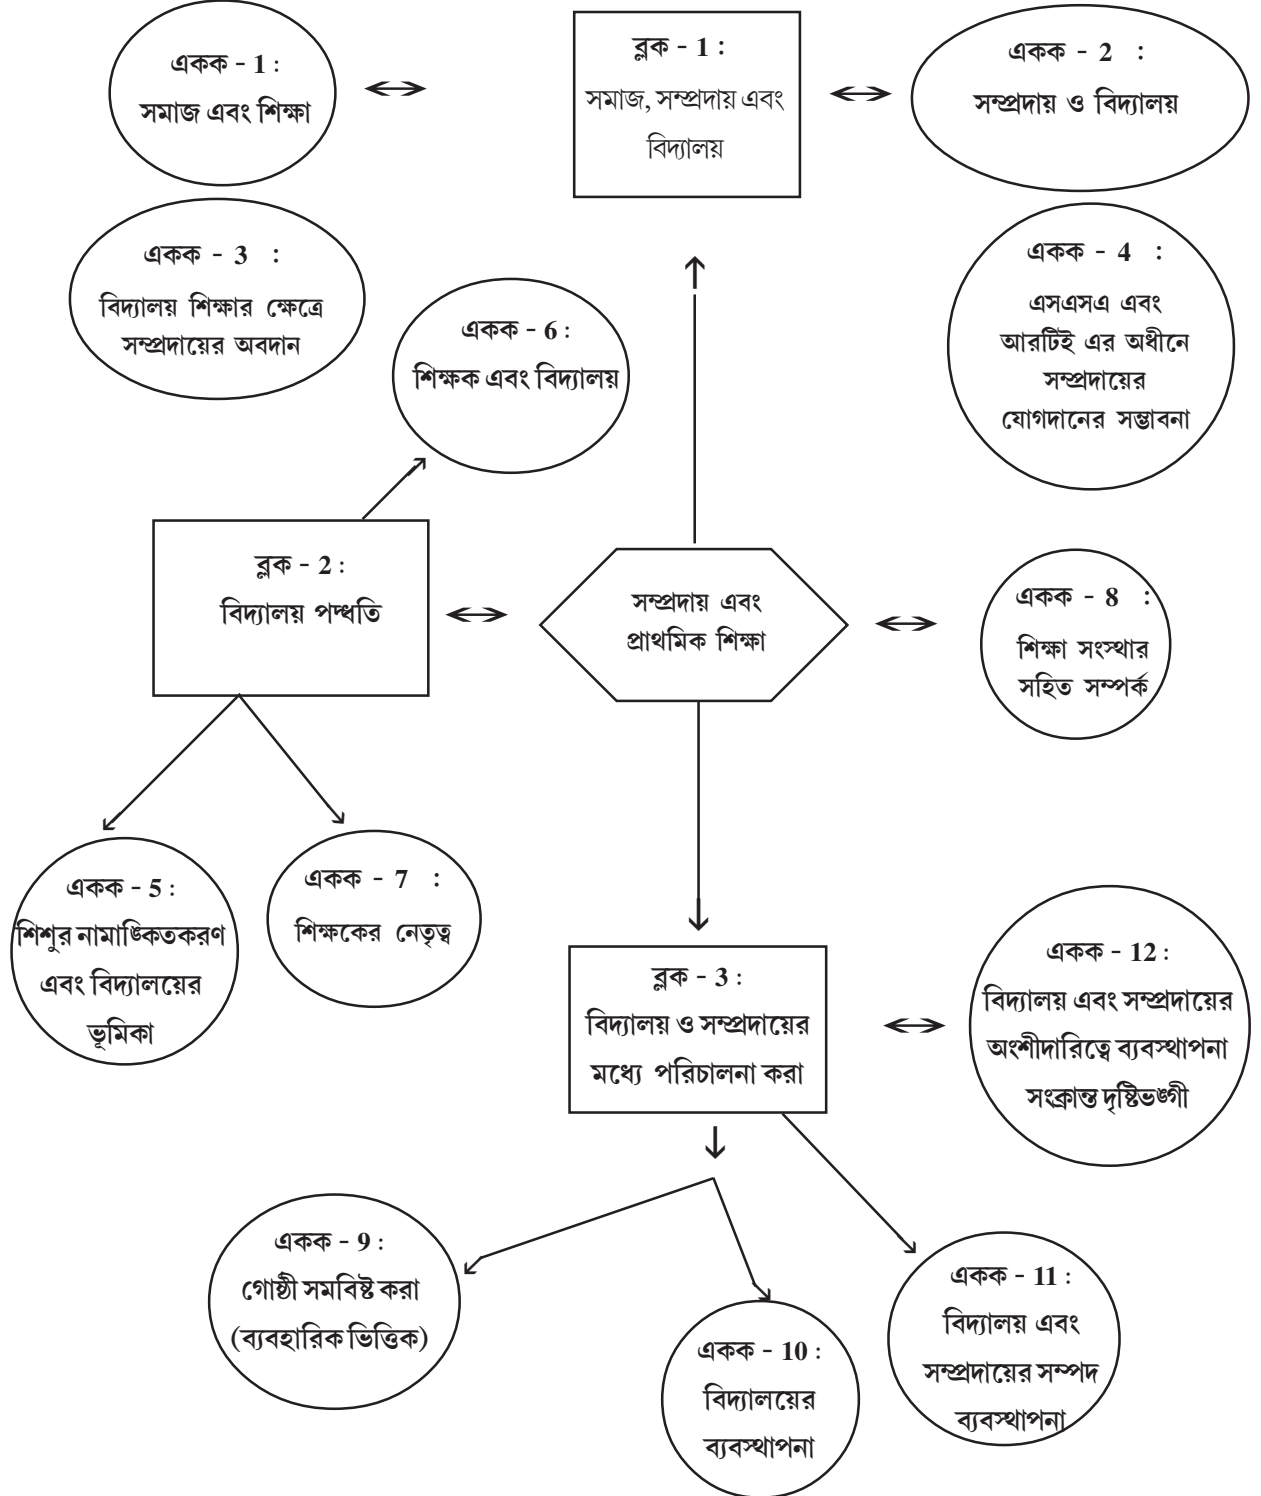 একক - 1 :
সমাজ এবং শিক্ষা
ব্লক - 1 :
সমাজ, সম্প্রদায় এবং
বিদ্যালয়
একক - 2 :
সম্প্রদায় ও বিদ্যালয়
একক - 3 :
বিদ্যালয় শিক্ষার ক্ষেত্রে
সম্প্রদায়ের অবদান
একক - 4 :
এসএসএ এবং
আরটিই এর অধীনে
সম্প্রদায়ের
যোগদানের সম্ভাবনা
একক - 6 :
শিক্ষক এবং বিদ্যালয়
ব্লক - 2 :
বিদ্যালয় পদ্ধতি
সম্প্রদায় এবং
প্রাথমিক শিক্ষা
একক - 8 :
শিক্ষা সংস্থার
সহিত সম্পর্ক
একক - 5 :
শিশুর নামাঙ্কিতকরণ
এবং বিদ্যালয়ের
ভূমিকা
একক - 7 :
শিক্ষকের নেতৃত্ব
ব্লক - 3 :
বিদ্যালয় ও সম্প্রদায়ের
মধ্যে পরিচালনা করা
একক - 12 :
বিদ্যালয় এবং সম্প্রদায়ের
অংশীদারিত্বে ব্যবস্থাপনা
সংক্রান্ত দৃষ্টিভঙ্গী
একক - 9 :
গোষ্ঠী সমবিষ্ট করা
(ব্যবহারিক ভিত্তিক)
একক - 10 :
বিদ্যালয়ের
ব্যবস্থাপনা
একক - 11 :
বিদ্যালয় এবং
সম্প্রদায়ের সম্পদ
ব্যবস্থাপনা